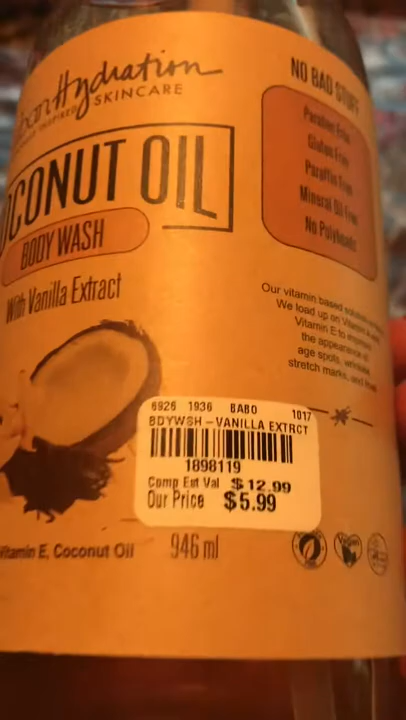 Hydration
SKINCARE
COCONUT OIL
BODY WASH
With Vanilla Extract
Vitamin E, Coconut Oil
946 ml
NO BAD STUFF
Paraben Free
Gluten Free
Paraffin Free
Mineral Oil Free
No Polybeads
Our vitamin based
We load up on
Vitamin E to
the appearance of
age spots,
stretch marks, and
6926 1936 BABO 1017
BDYWSH-VANILLA EXTRCT
1898119
Comp Est Val $12.99
Our Price $5.99
Vegan